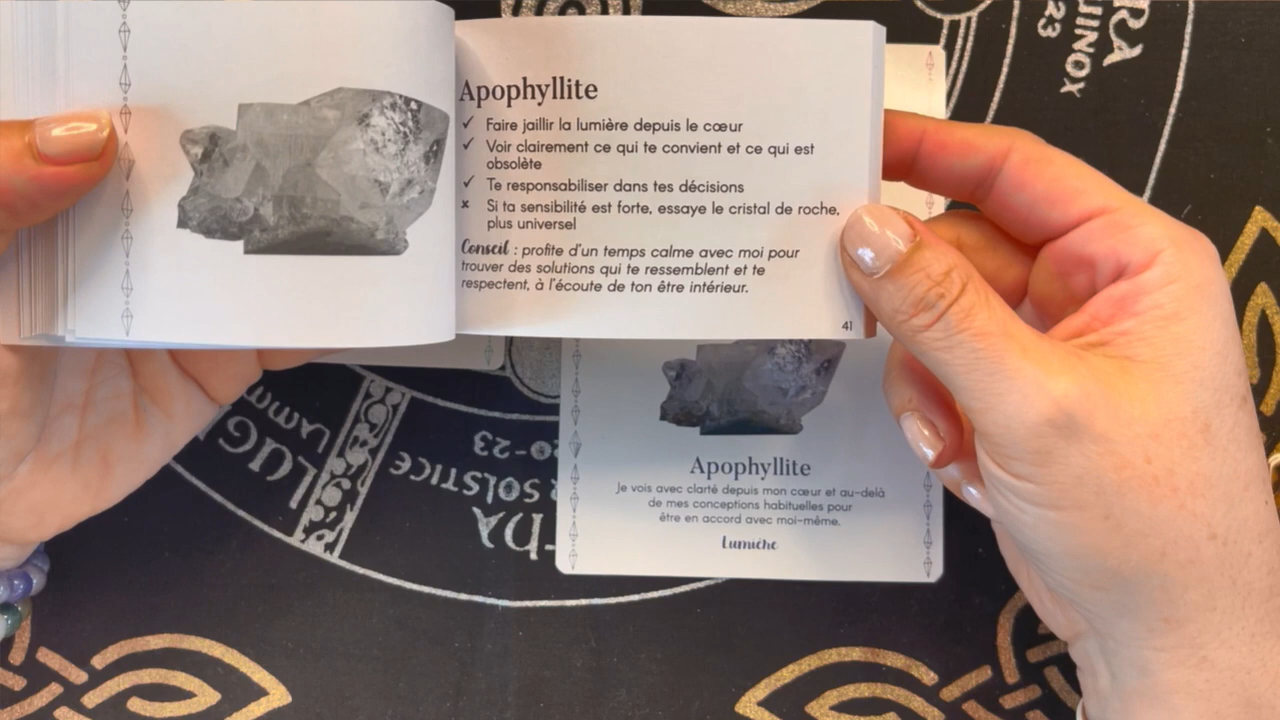 Apophyllite
✓ Faire jaillir la lumière depuis le cœur
✓ Voir clairement ce qui te convient et ce qui est
obsolète
✓ Te responsabiliser dans tes décisions
× Si ta sensibilité est forte, essaye le cristal de roche,
plus universel
Conseil : profite d'un temps calme avec moi pour
trouver des solutions qui te ressemblent et te
respectent, à l'écoute de ton être intérieur.
41
Apophyllite
Je vois avec clarté depuis mon cœur et au-delà
de mes conceptions habituelles pour
être en accord avec moi-même.
Lumière
SOLSTICE
20-23
LUG